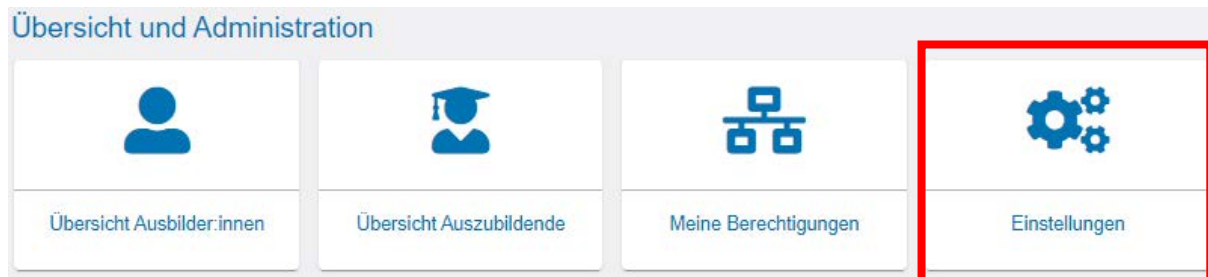 Übersicht und Administration
Übersicht Ausbilder:innen
Übersicht Auszubildende
Meine Berechtigungen
Einstellungen